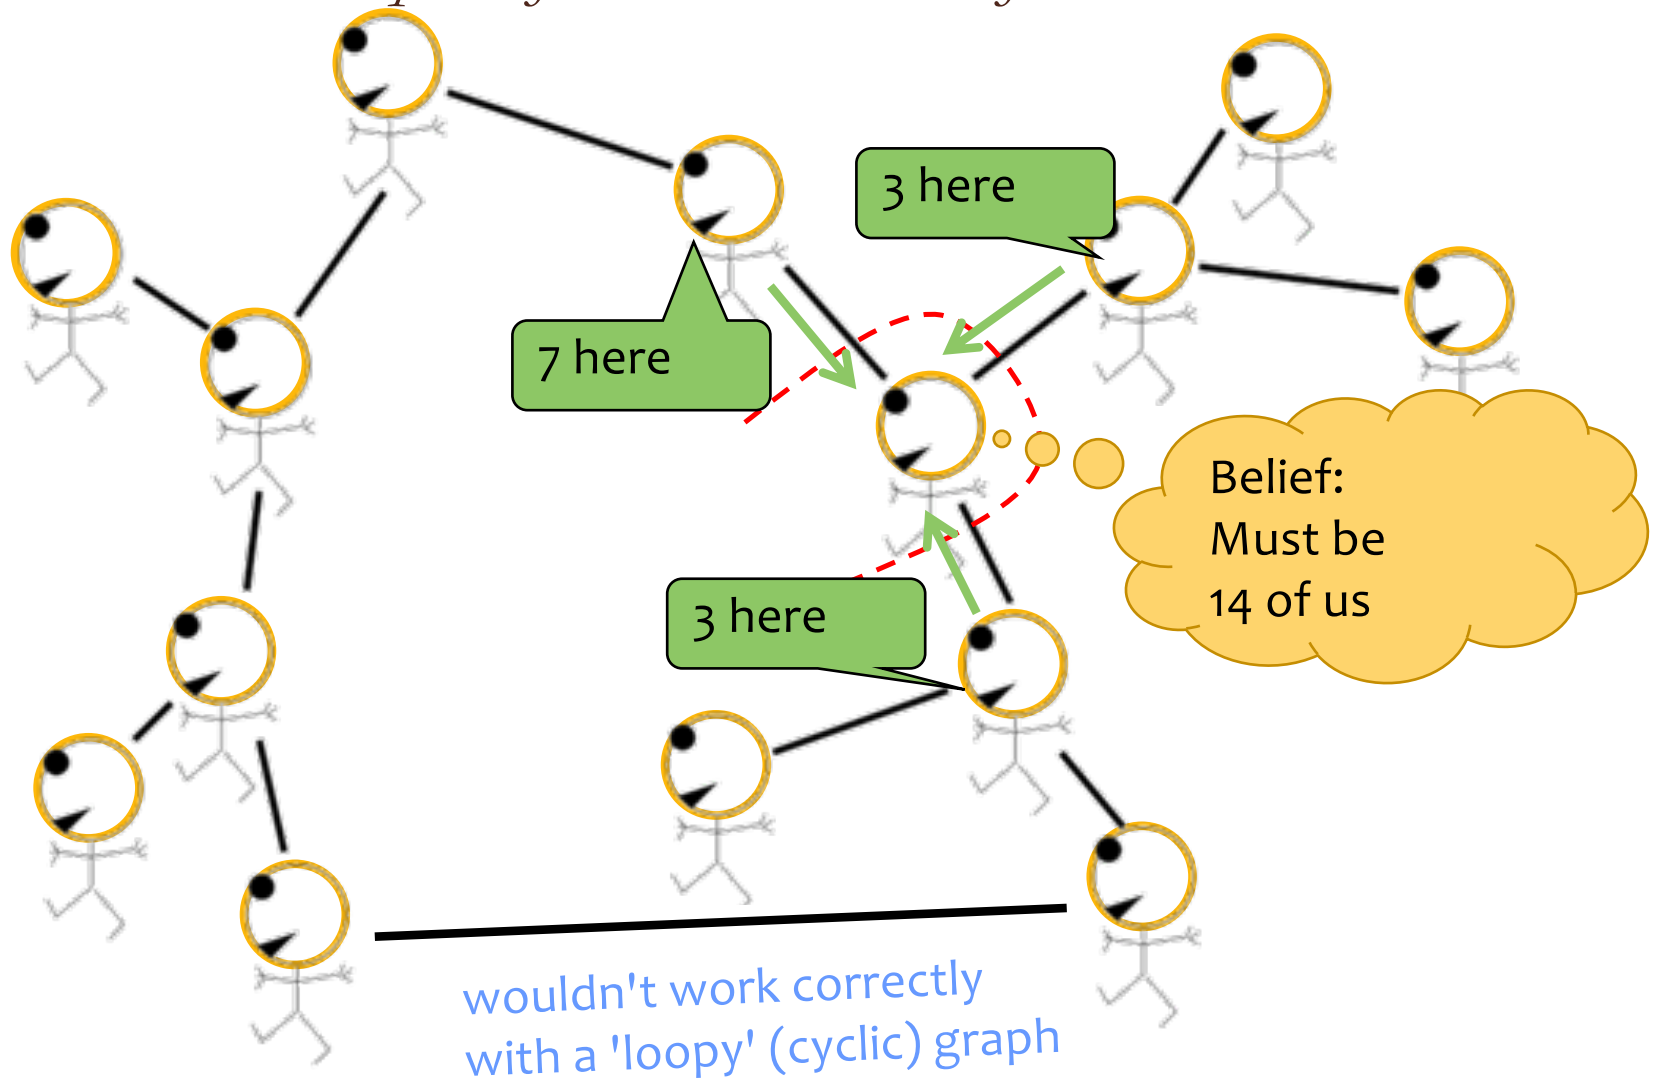 3 here
7 here
Belief:
Must be
14 of us
3 here
wouldn't work correctly
with a 'loopy' (cyclic) graph